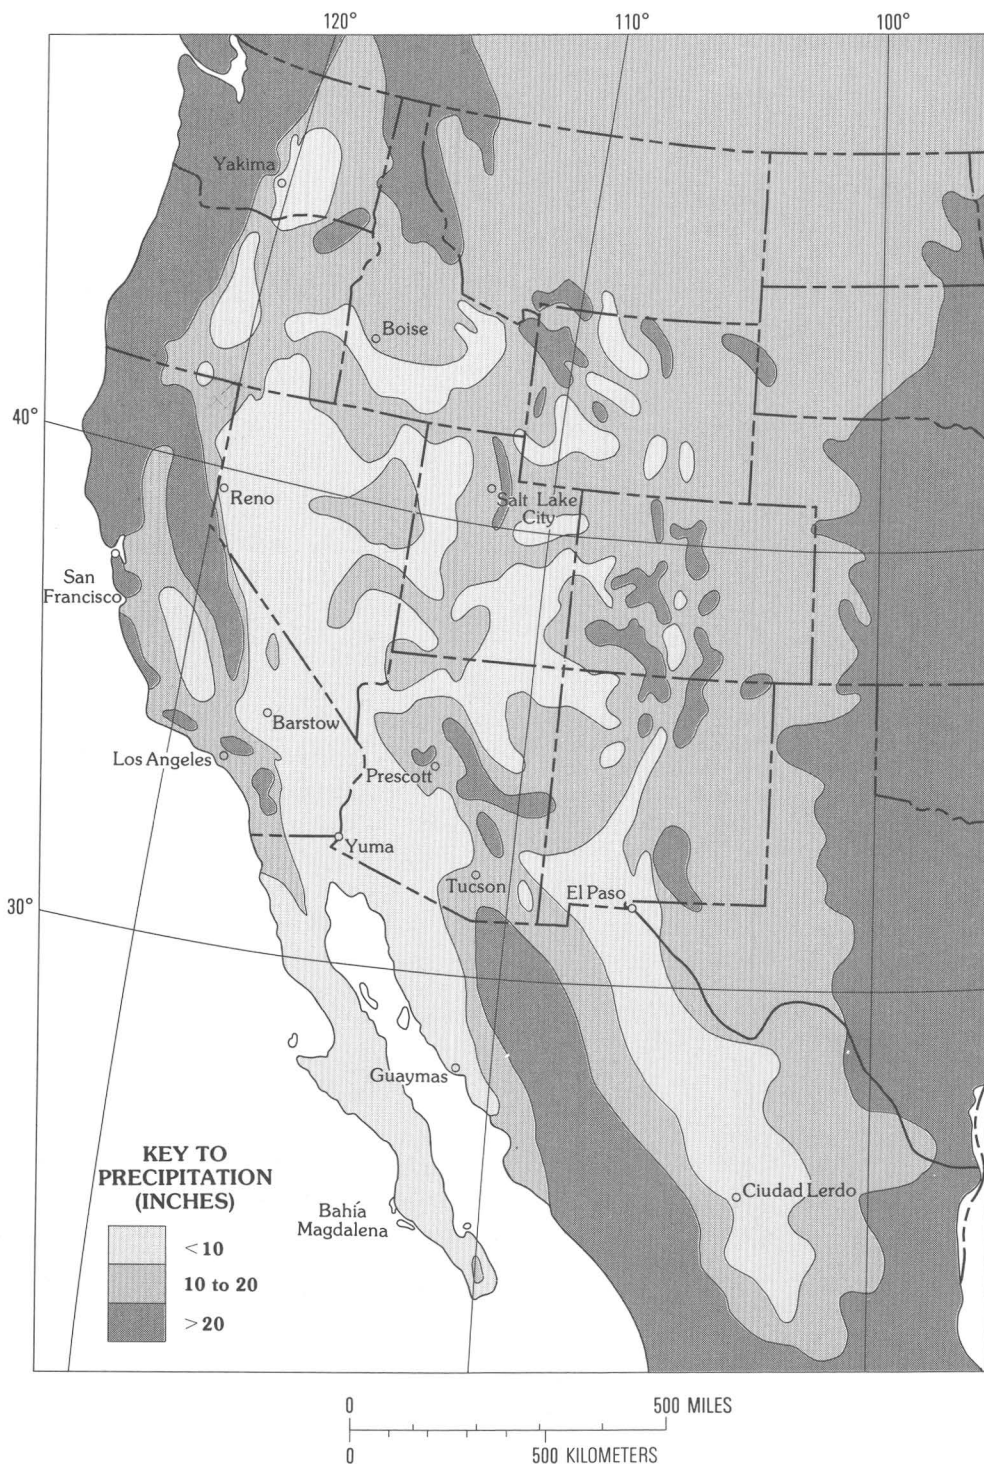 120°
110°
100°
Yakima
Boise
40°
Reno
Salt Lake
City
San
Francisco
Barstow
Los Angeles
Prescott
Yuma
Tucson
El Paso
30°
Guaymas
KEY TO
PRECIPITATION
(INCHES)
Bahía
Magdalena
Ciudad Lerdo
<10
10 to 20
>20
0
500 MILES
0
500 KILOMETERS